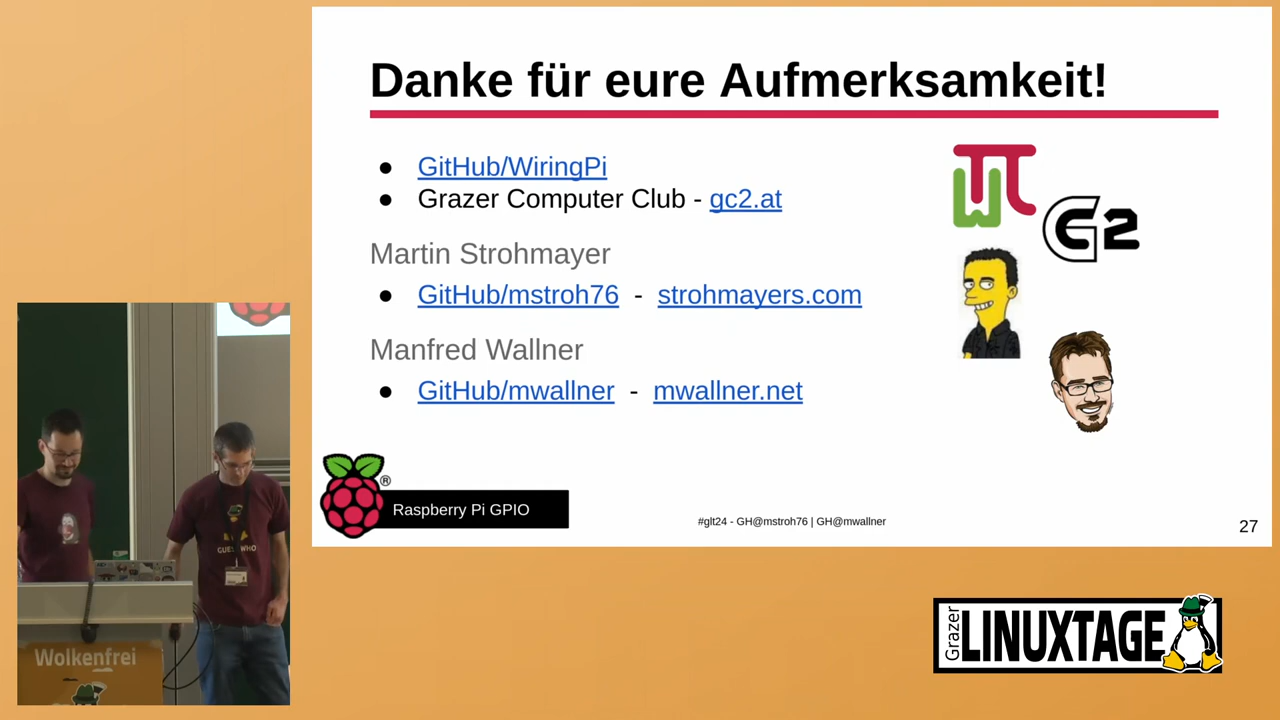 Danke für eure Aufmerksamkeit!
● GitHub/WiringPi
● Grazer Computer Club - gc2.at
Martin Strohmayer
● GitHub/mstroh76 - strohmayers.com
Manfred Wallner
● GitHub/mwallner - mwallner.net
G2
®
Raspberry Pi GPIO
#glt24 - GH@mstroh76 | GH@mwallner
27
GUESS WHO
Wolkenfrei
Grazer
LINUXTAGE